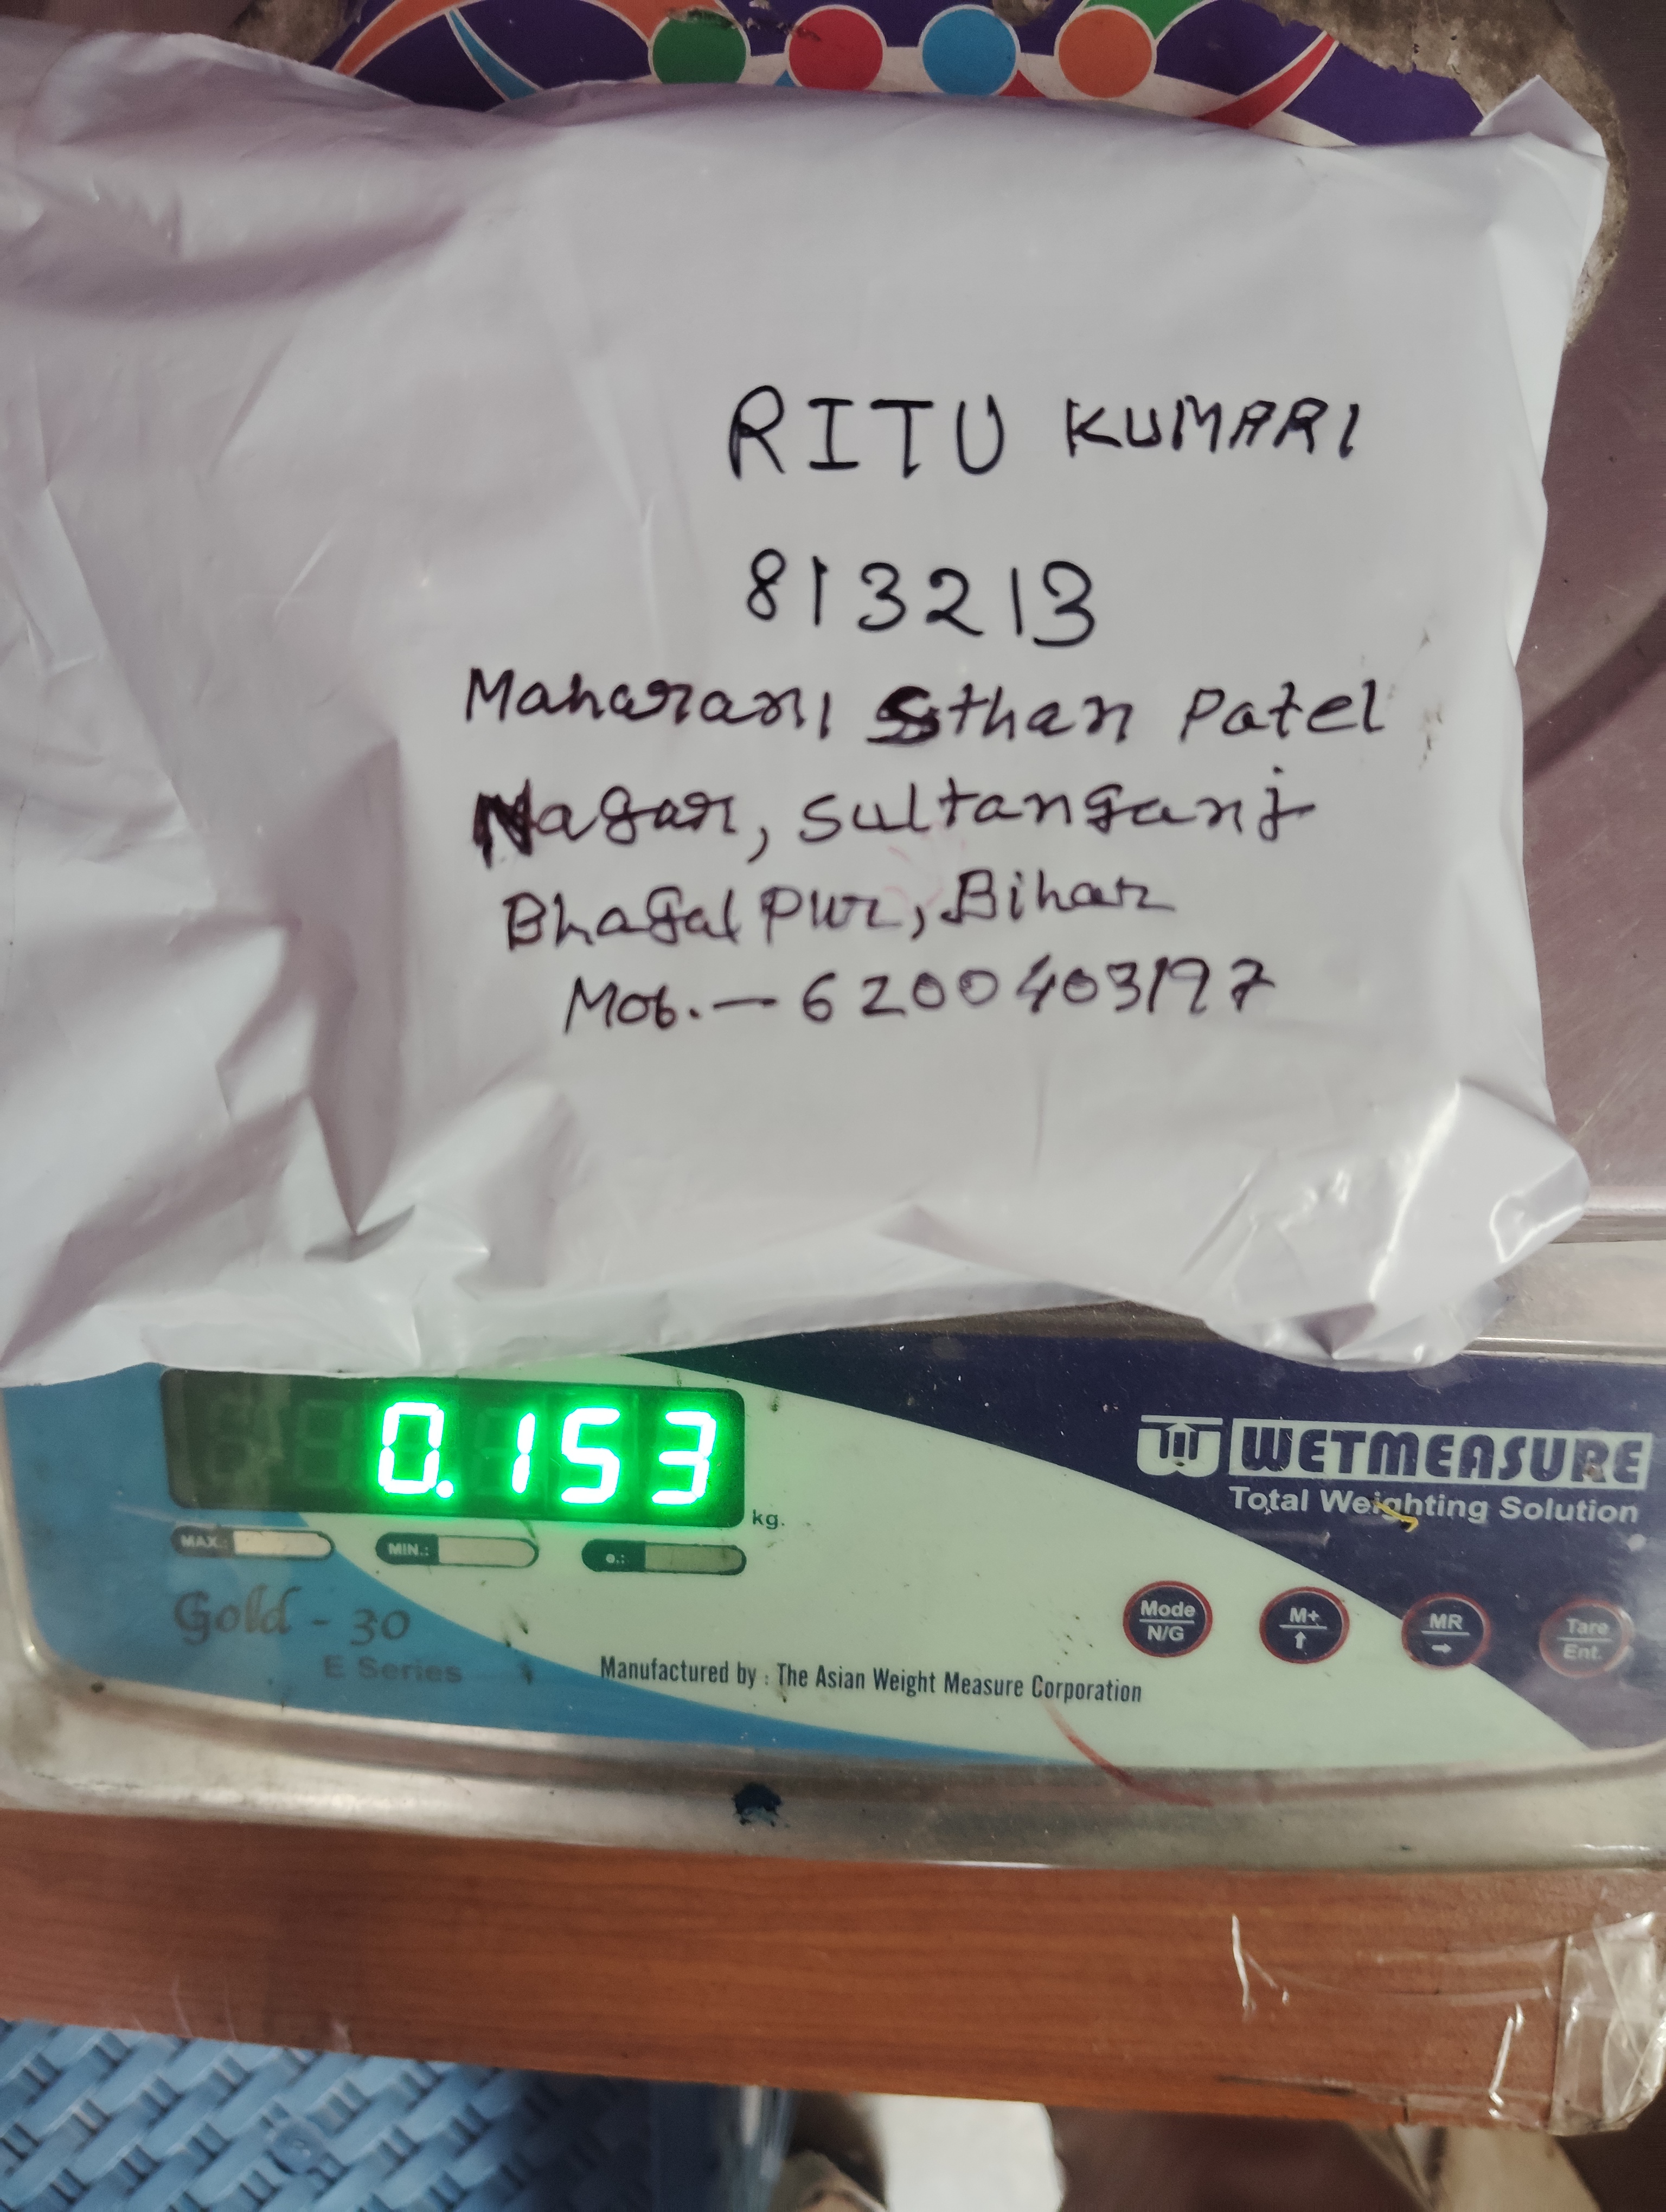 RITU KUMARI
813213
Maharani Sthan Patel
Nagar, Sultanganj
Bhagalpur, Bihar
Mob. — 6200403197
0.153
kg.
WETMEASURE
Total Weighting Solution
MAX.:
MIN.:
e.:
Gold - 30
E Series
Mode
N/G
M+
↑
MR
→
Tare
Ent.
Manufactured by : The Asian Weight Measure Corporation